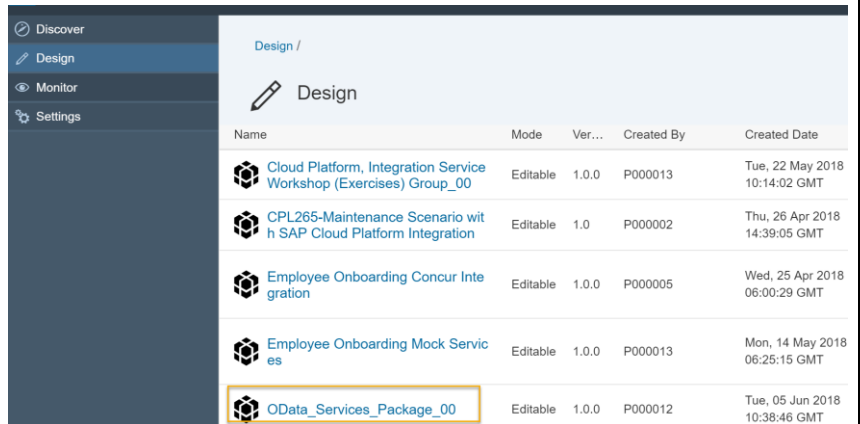 Discover
Design
Monitor
Settings
Design /
Design
Name Mode Ver... Created By Created Date
Cloud Platform, Integration Service
Workshop (Exercises) Group_00
Editable 1.0.0 P000013
Tue, 22 May 2018
10:14:02 GMT
CPL265-Maintenance Scenario wit
h SAP Cloud Platform Integration
Editable 1.0 P000002
Thu, 26 Apr 2018
14:39:05 GMT
Employee Onboarding Concur Inte
gration
Editable 1.0.0 P000005
Wed, 25 Apr 2018
06:00:29 GMT
Employee Onboarding Mock Servic
es
Editable 1.0.0 P000013
Mon, 14 May 2018
06:25:15 GMT
OData_Services_Package_00
Editable 1.0.0 P000012
Tue, 05 Jun 2018
10:38:46 GMT